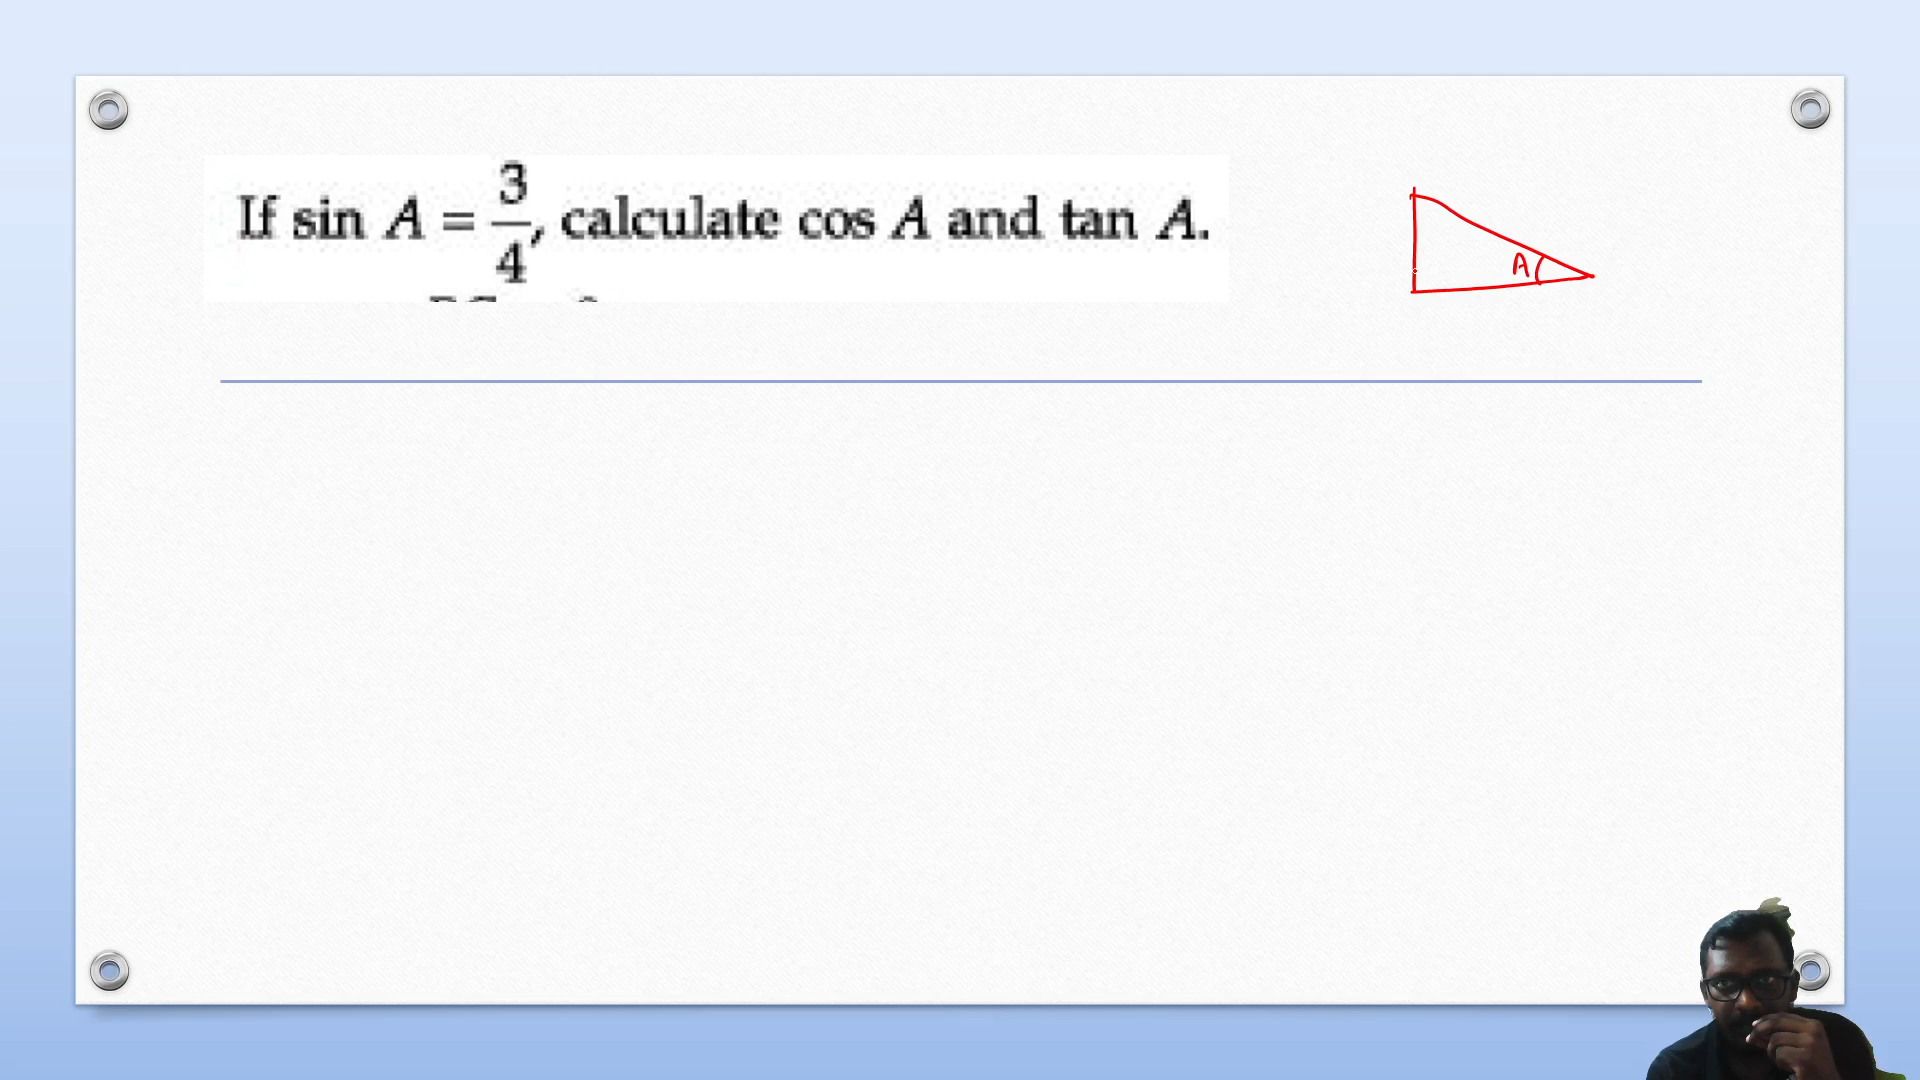 If sin A = 3/4, calculate cos A and tan A.
A